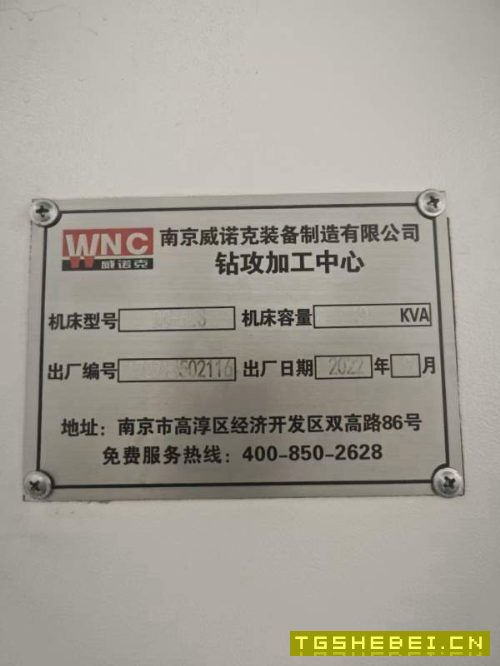 WNC
威诺克
南京威诺克装备制造有限公司
钻攻加工中心
机床型号 机床容量 KVA
出厂编号 502116 出厂日期 2022 年 月
地址：南京市高淳区经济开发区双高路86号
免费服务热线：400-850-2628
TGSHEBEI.CN